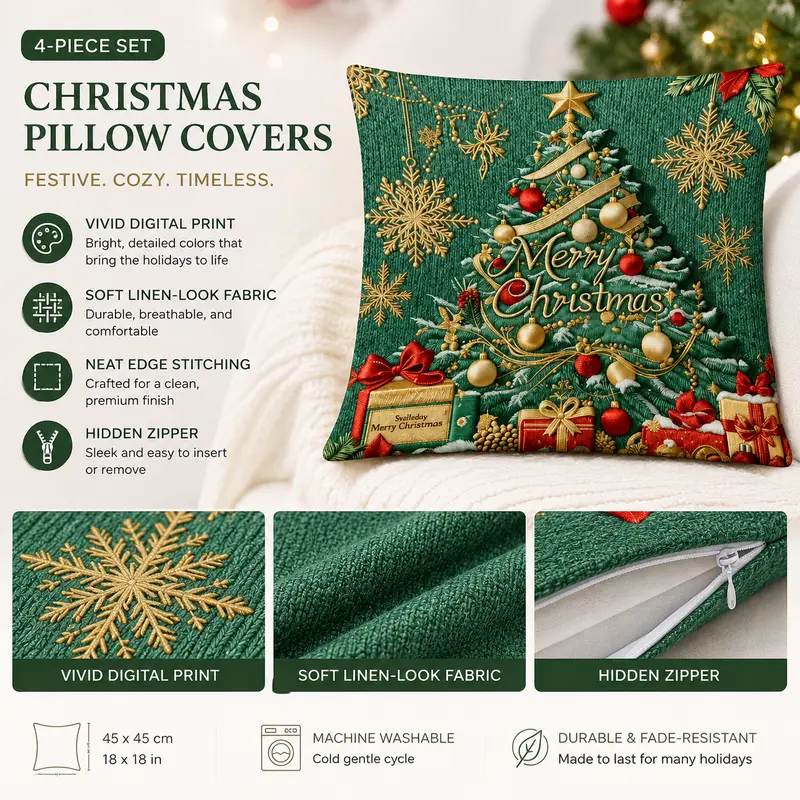 4-PIECE SET
CHRISTMAS
PILLOW COVERS
FESTIVE. COZY. TIMELESS.
VIVID DIGITAL PRINT
Bright, detailed colors that
bring the holidays to life
SOFT LINEN-LOOK FABRIC
Durable, breathable, and
comfortable
NEAT EDGE STITCHING
Crafted for a clean,
premium finish
HIDDEN ZIPPER
Sleek and easy to insert
or remove
Merry
Christmas
Svalleday
Merry Christmas
VIVID DIGITAL PRINT
SOFT LINEN-LOOK FABRIC
HIDDEN ZIPPER
45 x 45 cm
18 x 18 in
MACHINE WASHABLE
Cold gentle cycle
DURABLE & FADE-RESISTANT
Made to last for many holidays